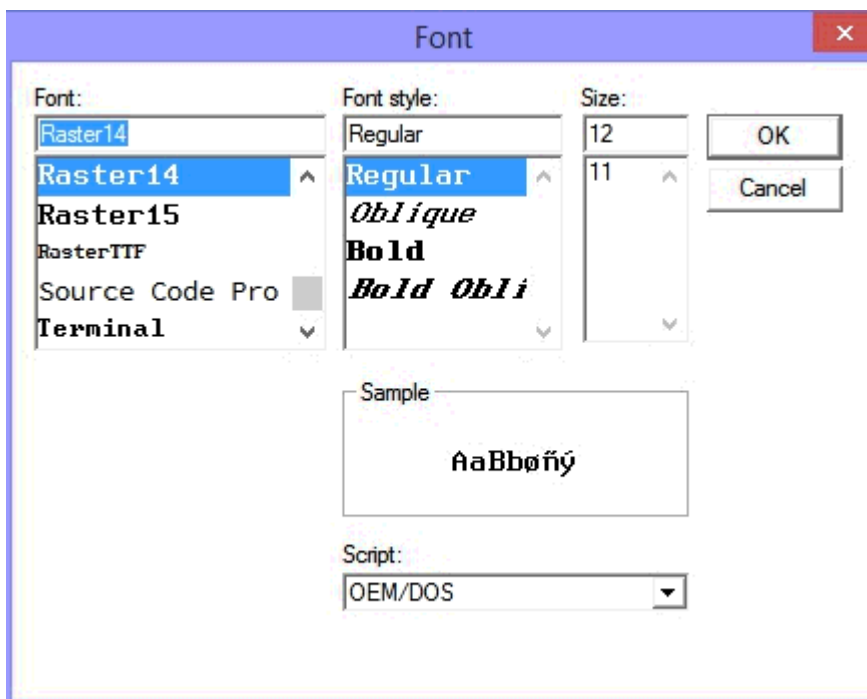 Font
Font:
Raster14
Raster14
Raster15
RasterTTF
Source Code Pro
Terminal
Font style:
Regular
Regular
Oblique
Bold
Bold Obli
Size:
12
11
OK
Cancel
Sample
AaBbøñý
Script:
OEM/DOS